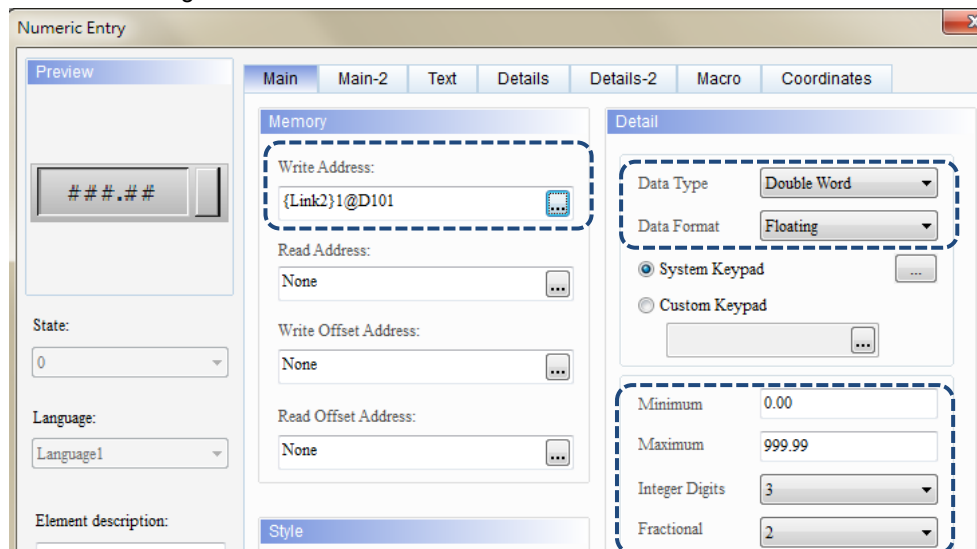 Numeric Entry
Preview
###.##
State:
0
Language:
Language1
Element description:
Main Main-2 Text Details Details-2 Macro Coordinates
Memory
Write Address:
{Link2}1@D101
...
Read Address:
None
...
Write Offset Address:
None
...
Read Offset Address:
None
...
Style
Detail
Data Type Double Word
Data Format Floating
System Keypad ...
Custom Keypad
...
Minimum 0.00
Maximum 999.99
Integer Digits 3
Fractional 2